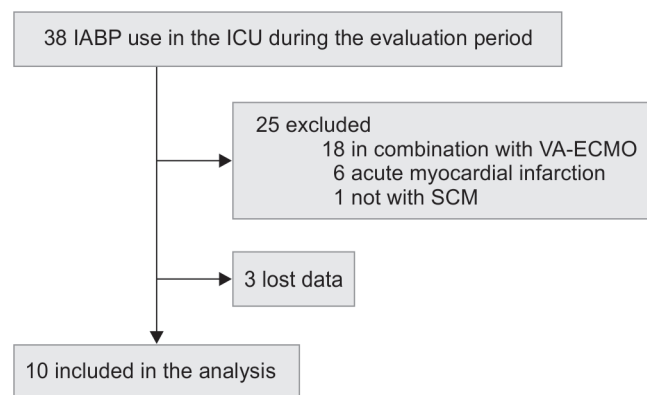 38 IABP use in the ICU during the evaluation period
25 excluded
18 in combination with VA-ECMO
6 acute myocardial infarction
1 not with SCM
3 lost data
10 included in the analysis